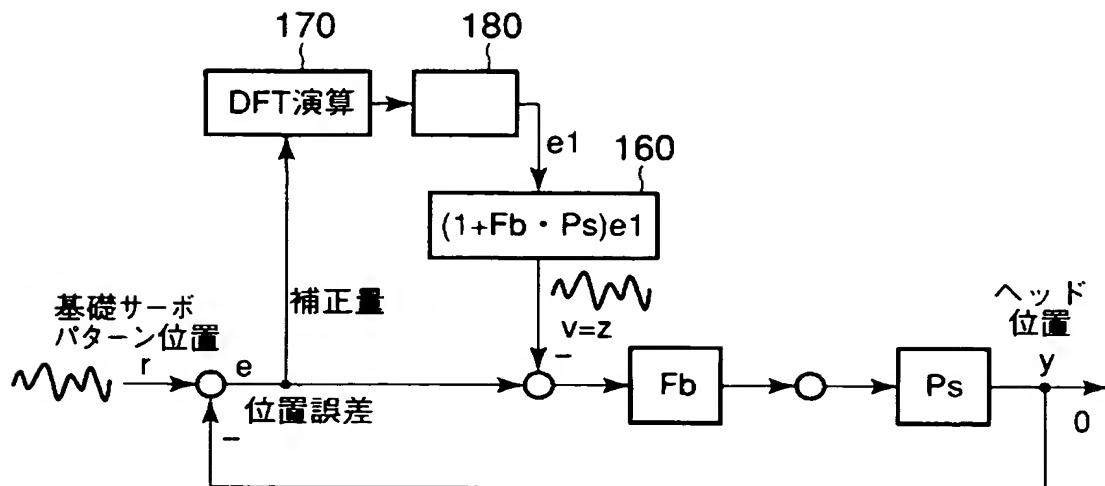 170
180
DFT演算
e1
160
(1+Fb・Ps)e1
基礎サーボ
パターン位置
補正量
v=z
ヘッド
位置
r
e
位置誤差
-
-
Fb
Ps
y
0